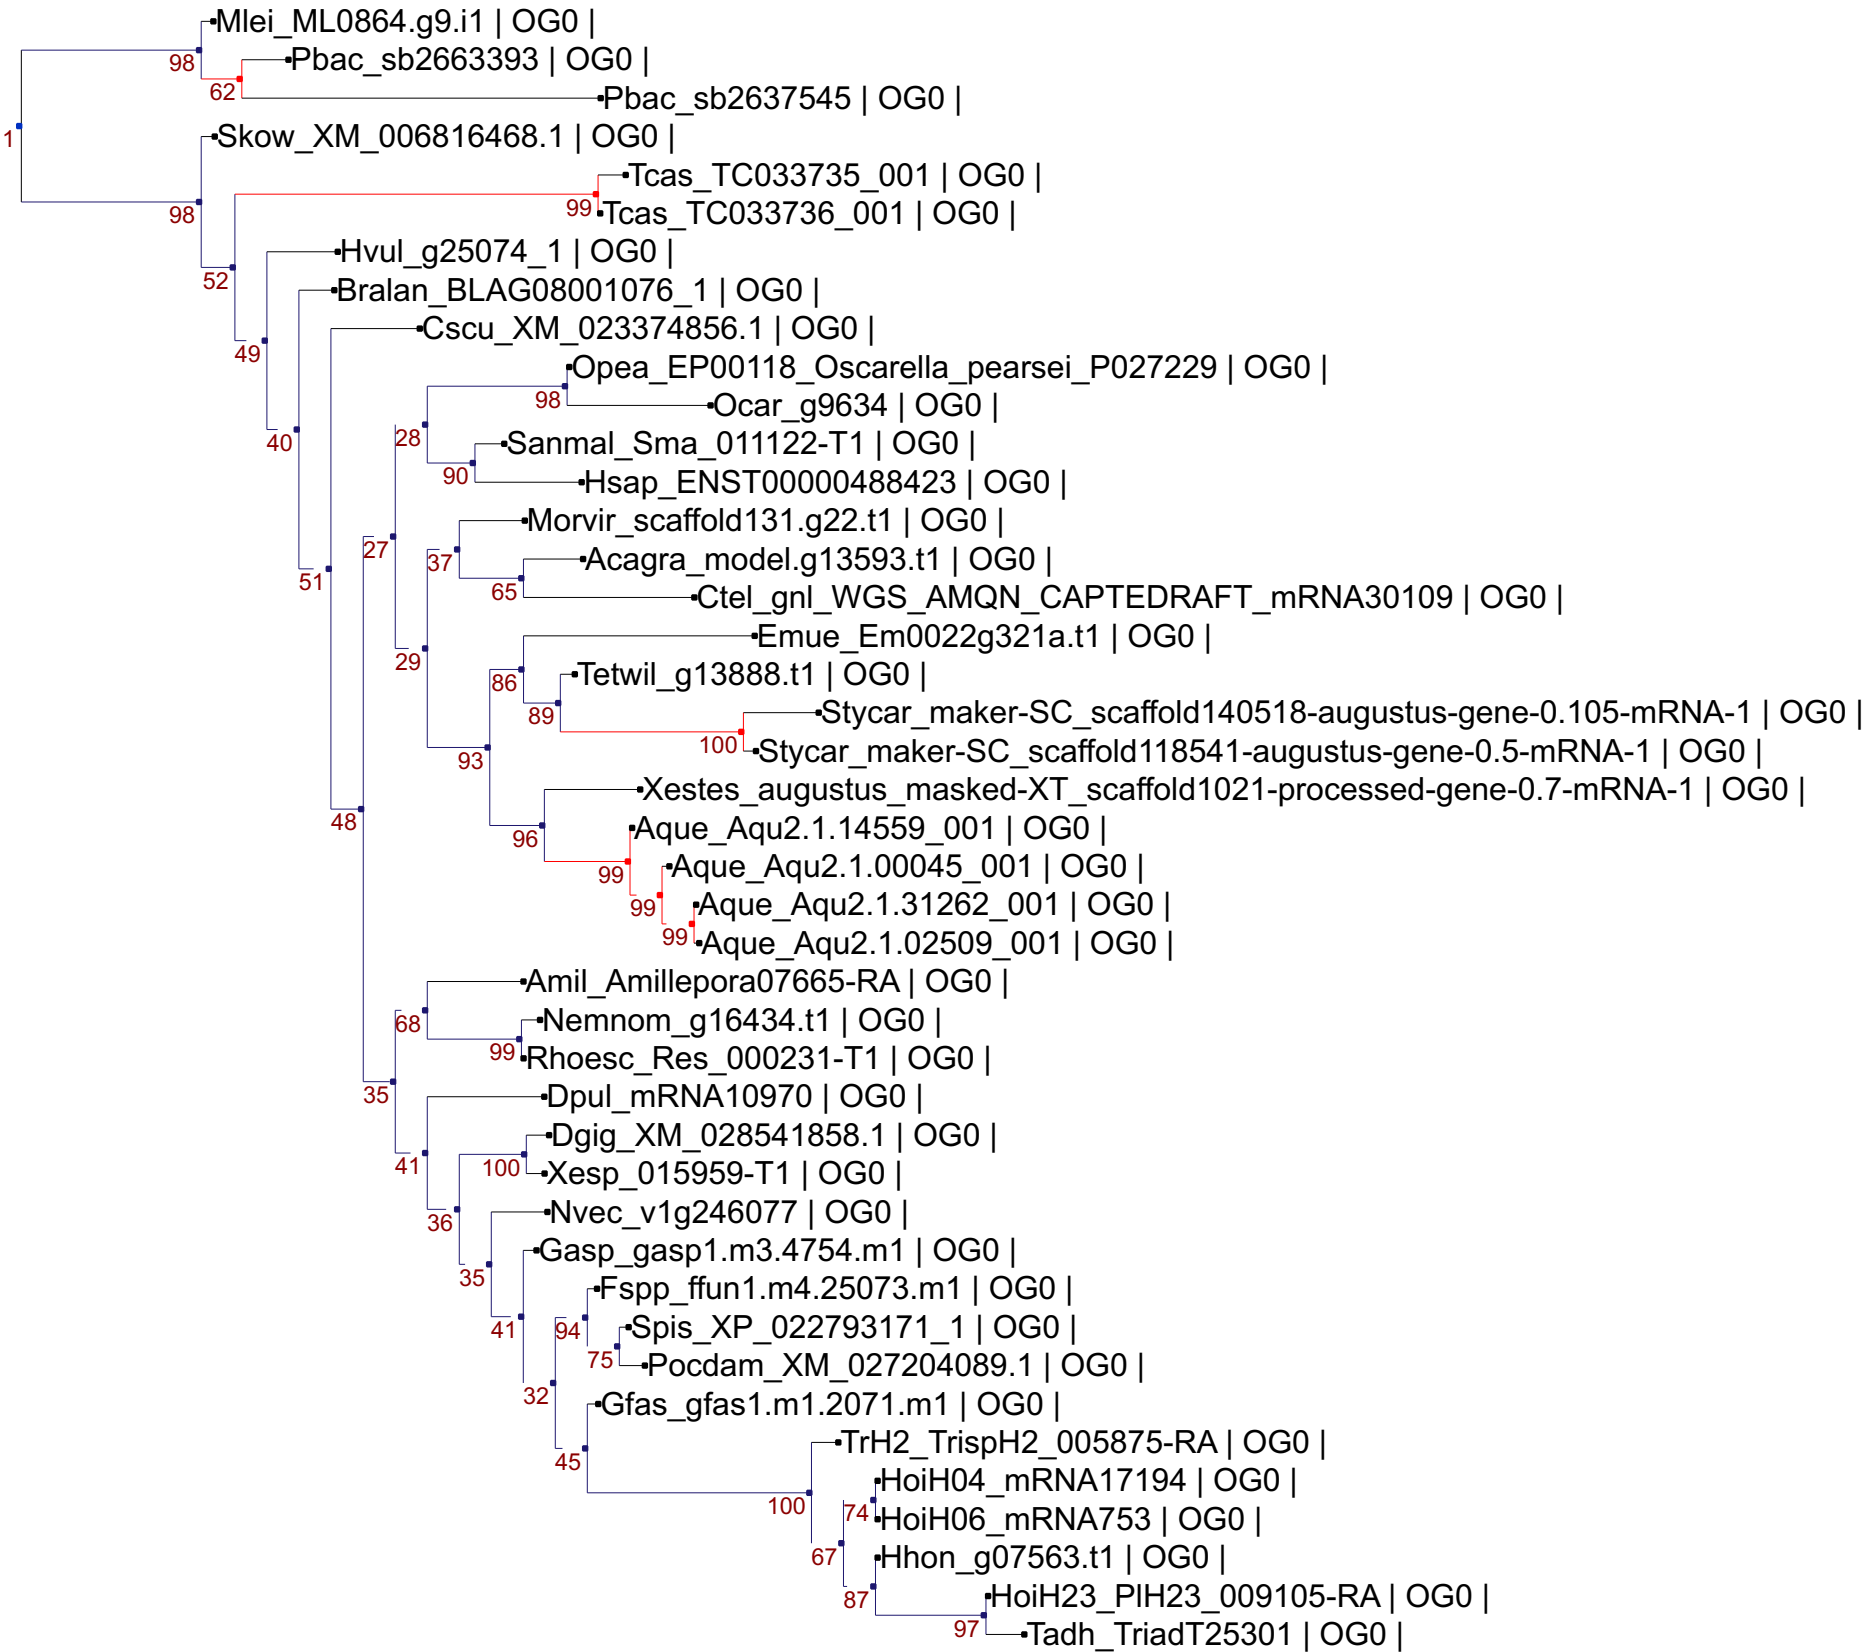 Mlei_ML0864.g9.i1 | OG0 |
98
Pbac_sb2663393 | OG0 |
62
Pbac_sb2637545 | OG0 |
1
Skow_XM_006816468.1 | OG0 |
Tcas_TC033735_001 | OG0 |
99
Tcas_TC033736_001 | OG0 |
98
Hvul_g25074_1 | OG0 |
52
Bralan_BLAG08001076_1 | OG0 |
Cscu_XM_023374856.1 | OG0 |
49
Opea_EP00118_Oscarella_pearsei_P027229 | OG0 |
98
Ocar_g9634 | OG0 |
28
40
Sanmal_Sma_011122-T1 | OG0 |
90
Hsap_ENST00000488423 | OG0 |
Morvir_scaffold131.g22.t1 | OG0 |
27
37
Acagra_model.g13593.t1 | OG0 |
51
65
Ctel_gnl_WGS_AMQN_CAPTEDRAFT_mRNA30109 | OG0 |
Emue_Em0022g321a.t1 | OG0 |
29
86
Tetwil_g13888.t1 | OG0 |
89
Stycar_maker-SC_scaffold140518-augustus-gene-0.105-mRNA-1 | OG0 |
100
Stycar_maker-SC_scaffold118541-augustus-gene-0.5-mRNA-1 | OG0 |
93
Xestes_augustus_masked-XT_scaffold1021-processed-gene-0.7-mRNA-1 | OG0 |
48
Aque_Aqu2.1.14559_001 | OG0 |
96
Aque_Aqu2.1.00045_001 | OG0 |
99
Aque_Aqu2.1.31262_001 | OG0 |
99
Aque_Aqu2.1.02509_001 | OG0 |
99
Amil_Amillepora07665-RA | OG0 |
68
Nemnom_g16434.t1 | OG0 |
99
Rhoesc_Res_000231-T1 | OG0 |
35
Dpul_mRNA10970 | OG0 |
Dgig_XM_028541858.1 | OG0 |
41
100
Xesp_015959-T1 | OG0 |
36
Nvec_v1g246077 | OG0 |
Gasp_gasp1.m3.4754.m1 | OG0 |
35
Fspp_ffun1.m4.25073.m1 | OG0 |
41
94
Spis_XP_022793171_1 | OG0 |
75
Pocdam_XM_027204089.1 | OG0 |
32
Gfas_gfas1.m1.2071.m1 | OG0 |
TrH2_TrispH2_005875-RA | OG0 |
45
HoiH04_mRNA17194 | OG0 |
100
74
HoiH06_mRNA753 | OG0 |
67
Hhon_g07563.t1 | OG0 |
87
HoiH23_PlH23_009105-RA | OG0 |
97
Tadh_TriadT25301 | OG0 |